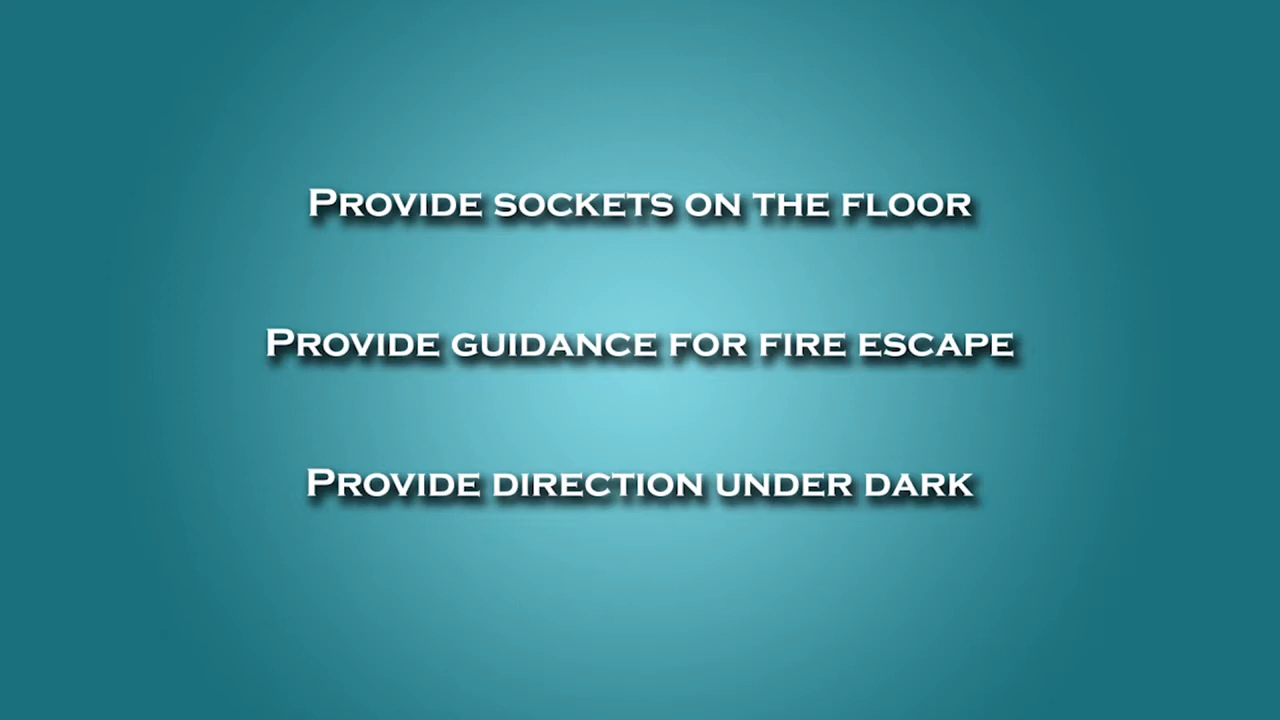 Provide sockets on the floor
Provide guidance for fire escape
Provide direction under dark